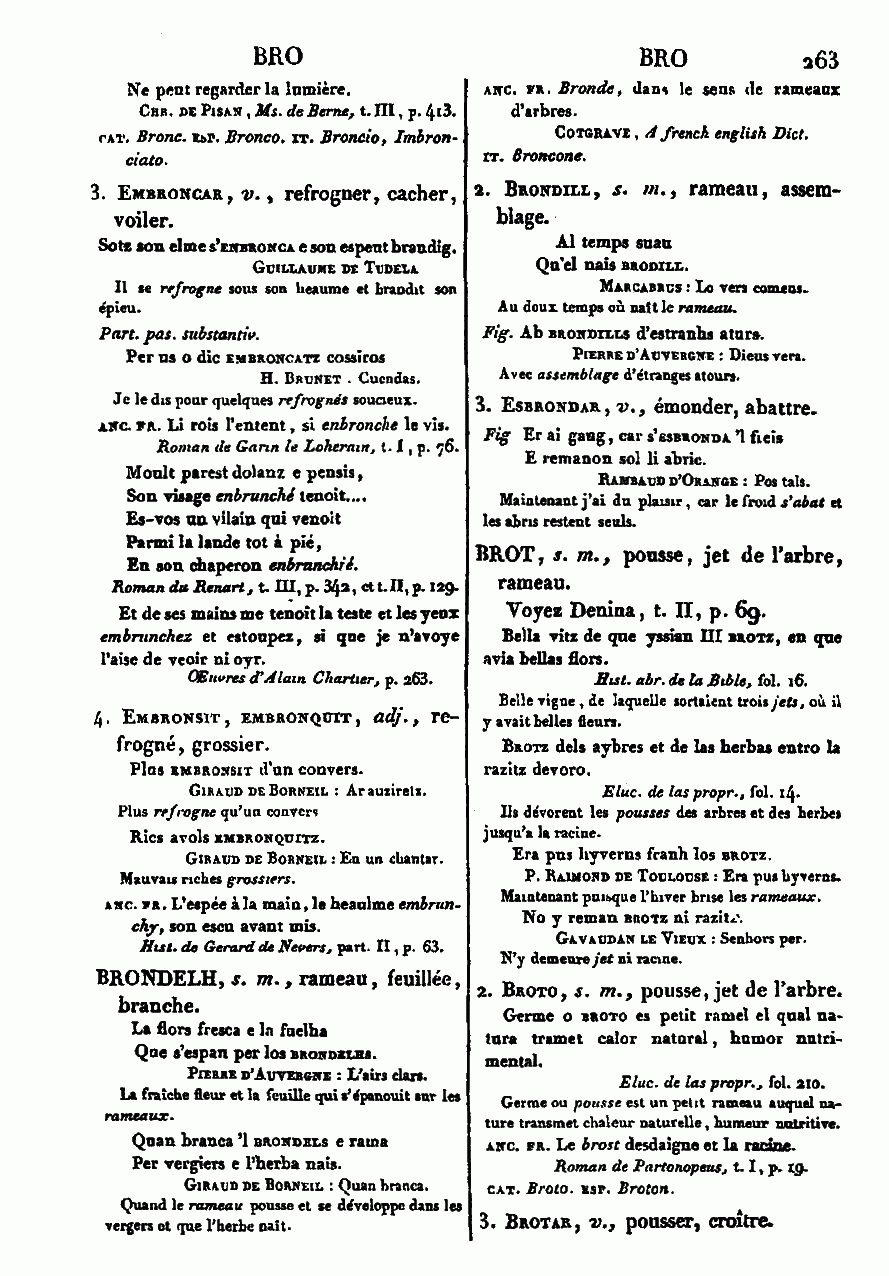 BRO
Ne peut regarder la lumière.
CHR. DE PISAN, Ms. de Berne, t. III, p. 413.
CAT. Bronc. ESP. Bronco. IT. Broncio, Imbron-
ciato.
3. EMBRONCAR, v., refrogner, cacher,
voiler.
Sotz son elme s'ENBRONCA e son espeut brandig.
GUILLAUME DE TUDELA
Il se refrogne sous son heaume et brandit son
épieu.
Part. pas. substantiv.
Per us o dic EMBRONCATZ cossiros
H. BRUNET. Cuendas.
Je le dis pour quelques refrognés soucieux.
ANC. FR. Li rois l'entent, si enbronche le vis.
Roman de Garin le Loherain, t. I, p. 76.
Moult parest dolanz e pensis,
Son visage enbrunché tenoit....
Es-vos un vilain qui venoit
Parmi la lande tot à pié,
En son chaperon enbrunchié.
Roman du Renart, t. III, p. 342, et t. II, p. 129.
Et de ses mains me tenoît la teste et les yeux
embrunchez et estoupez, si que je n'avoye
l'aise de veoir ni oyr.
Œuvres d'Alain Chartier, p. 263.
4. EMBRONSIT, EMBRONQUIT, adj., re-
frogné, grossier.
Plus EMBRONSIT d'un convers.
GIRAUD DE BORNEIL : Ar auziretz.
Plus refrogne qu'un convers
Rics avols EMBRONQUITZ.
GIRAUD DE BORNEIL : En un chantar.
Mauvais riches grossiers.
ANC. FR. L'espée à la main, le heaulme embrun-
chy, son escu avant mis.
Hist. de Gerard de Nevers, part. II, p. 63.
BRONDELH, s. m., rameau, feuillée,
branche.
La flors fresca e la fuelha
Que s'espan per los BRONDELHS.
PIERRE D'AUVERGNE : L'airs clars.
La fraîche fleur et la feuille qui s'épanouit sur les
rameaux.
Quan branca 'l BRONDELS e rama
Per vergiers e l'herba nais.
GIRAUD DE BORNEIL : Quan branca.
Quand le rameau pousse et se développe dans les
vergers et que l'herbe naît.
BRO 263
ANC. FR. Bronde, dans le sens de rameaux
d'arbres.
COTGRAVE, A french english Dict.
IT. Broncone.
2. BRONDILL, s. m., rameau, assem-
blage.
Al temps suau
Qu'el nais BRODILL.
MARCABRUS : Lo vers comens.
Au doux temps où naît le rameau.
Fig. Ab BRONDILLS d'estranhs aturs.
PIERRE D'AUVERGNE : Dieus vera.
Avec assemblage d'étranges atours.
3. ESBRONDAR, v., émonder, abattre.
Fig Er ai gaug, car s'ESBRONDA 'l freis
E remanon sol li abric.
RAMBAUD D'ORANGE : Pos tals.
Maintenant j'ai du plaisir, car le froid s'abat et
les abris restent seuls.
BROT, s. m., pousse, jet de l'arbre,
rameau.
Voyez Denina, t. II, p. 69.
Bella vitz de que yssian III BROTZ, en que
avia bellas flors.
Hist. abr. de la Bible, fol. 16.
Belle vigne, de laquelle sortaient trois jets, où il
y avait belles fleurs.
BROTZ dels aybres et de las herbas entro la
razitz devoro.
Eluc. de las propr., fol. 14.
Ils dévorent les pousses des arbres et des herbes
jusqu'a la racine.
Era pus hyverns franh los BROTZ.
P. RAIMOND DE TOULOUSE : Era pus hyverns.
Maintenant puisque l'hiver brise les rameaux.
No y reman BROTZ ni razitz.
GAVAUDAN LE VIEUX : Senhors per.
N'y demeure jet ni racine.
2. BROTO, s. m., pousse, jet de l'arbre.
Germe o BROTO es petit ramel el qual na-
tura tramet calor natural, humor nutri-
mental.
Eluc. de las propr., fol. 210.
Germe ou pousse est un petit rameau auquel na-
ture transmet chaleur naturelle, humeur nutritive.
ANC. FR. Le brost desdaigne et la racine.
Roman de Partonopeus, t. I, p. 19.
CAT. Broto. ESP. Broton.
3. BROTAR, v., pousser, croître.